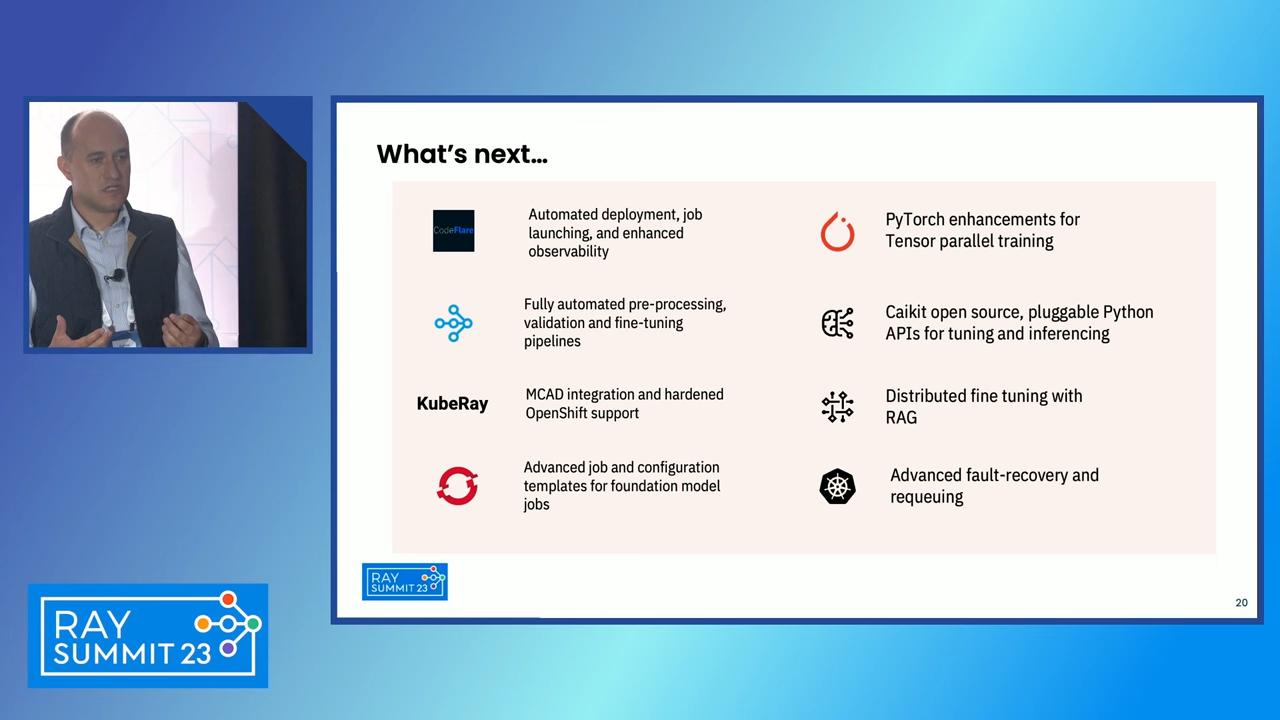 What's next...
CodeFlare
Automated deployment, job
launching, and enhanced
observability
Fully automated pre-processing,
validation and fine-tuning
pipelines
KubeRay
MCAD integration and hardened
OpenShift support
Advanced job and configuration
templates for foundation model
jobs
PyTorch enhancements for
Tensor parallel training
Caikit open source, pluggable Python
APIs for tuning and inferencing
Distributed fine tuning with
RAG
Advanced fault-recovery and
requeuing
RAY
SUMMIT 23
20
RAY
SUMMIT 23